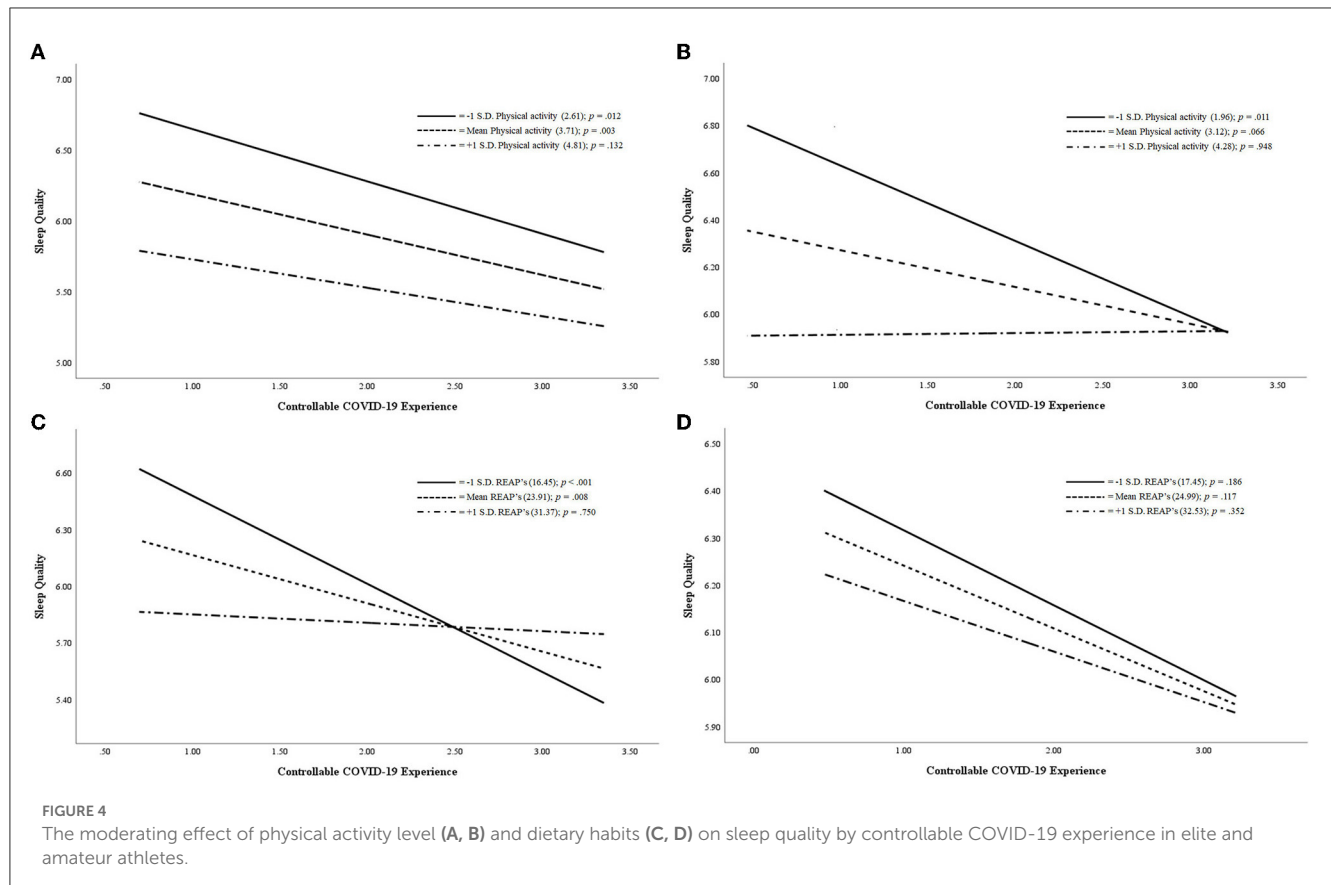 A
7.00
6.50
6.00
5.50
5.00
Sleep Quality
= -1 S.D. Physical activity (2.61); p = .012
= Mean Physical activity (3.71); p = .003
= +1 S.D. Physical activity (4.81); p = .132
.50 1.00 1.50 2.00 2.50 3.00 3.50
Controllable COVID-19 Experience
B
7.00
6.80
6.60
6.40
6.20
6.00
5.80
Sleep Quality
= -1 S.D. Physical activity (1.96); p = .011
= Mean Physical activity (3.12); p = .066
= +1 S.D. Physical activity (4.28); p = .948
.50 1.00 1.50 2.00 2.50 3.00 3.50
Controllable COVID-19 Experience
C
6.60
6.30
6.00
5.70
5.40
Sleep Quality
= -1 S.D. REAP's (16.45); p < .001
= Mean REAP's (23.91); p = .008
= +1 S.D. REAP's (31.37); p = .750
.50 1.00 1.50 2.00 2.50 3.00 3.50
Controllable COVID-19 Experience
D
6.50
6.40
6.30
6.20
6.10
6.00
5.90
Sleep Quality
= -1 S.D. REAP's (17.45); p = .186
= Mean REAP's (24.99); p = .117
= +1 S.D. REAP's (32.53); p = .352
.00 1.00 2.00 3.00
Controllable COVID-19 Experience
FIGURE 4
The moderating effect of physical activity level (A, B) and dietary habits (C, D) on sleep quality by controllable COVID-19 experience in elite and
amateur athletes.